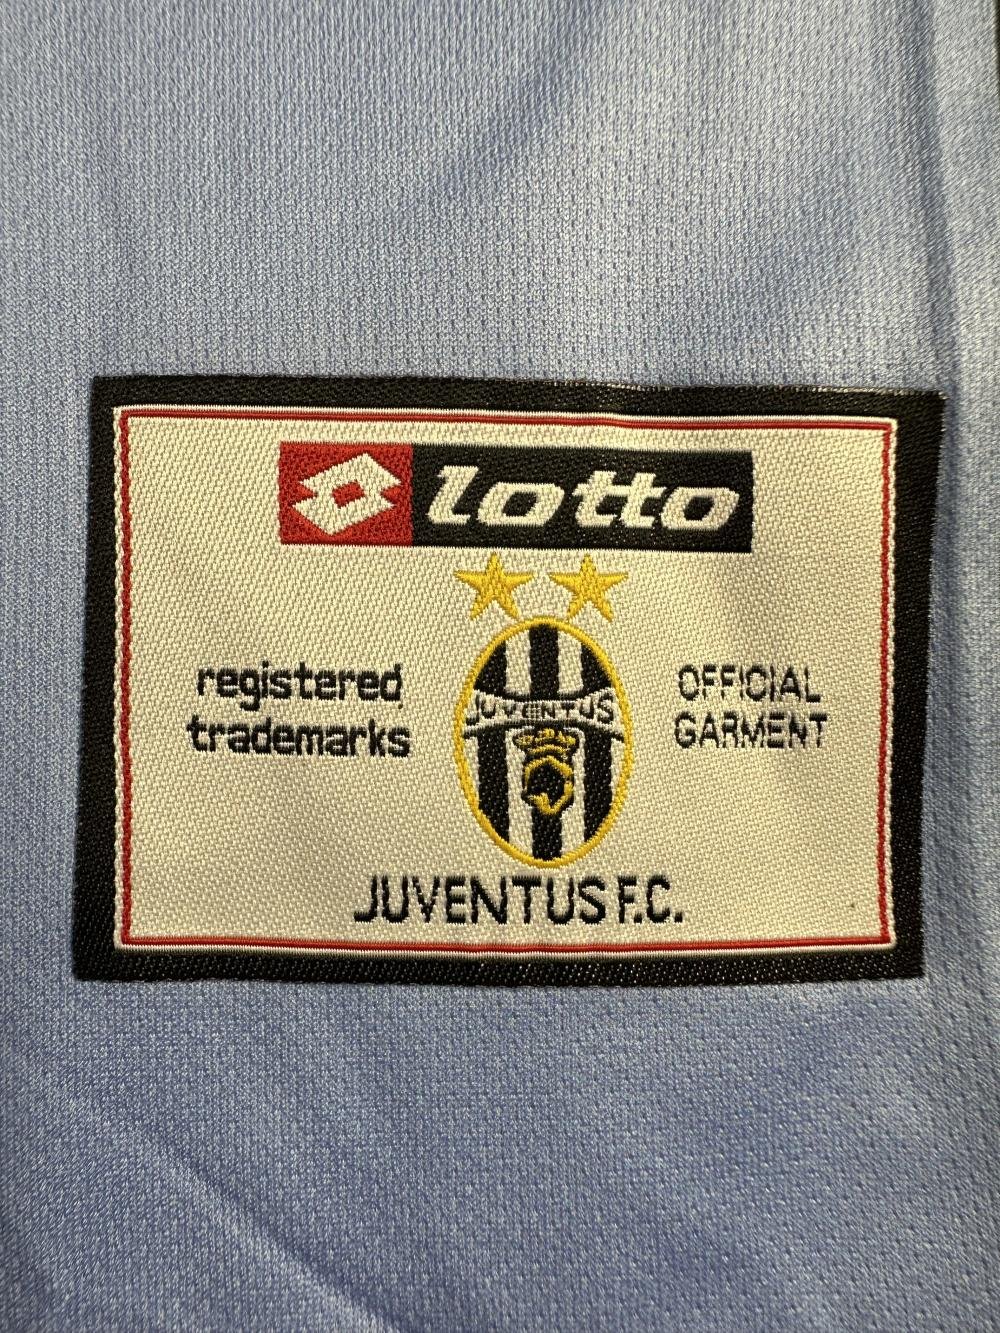 lotto
registered
trademarks
JUVENTUS
OFFICIAL
GARMENT
JUVENTUS F.C.